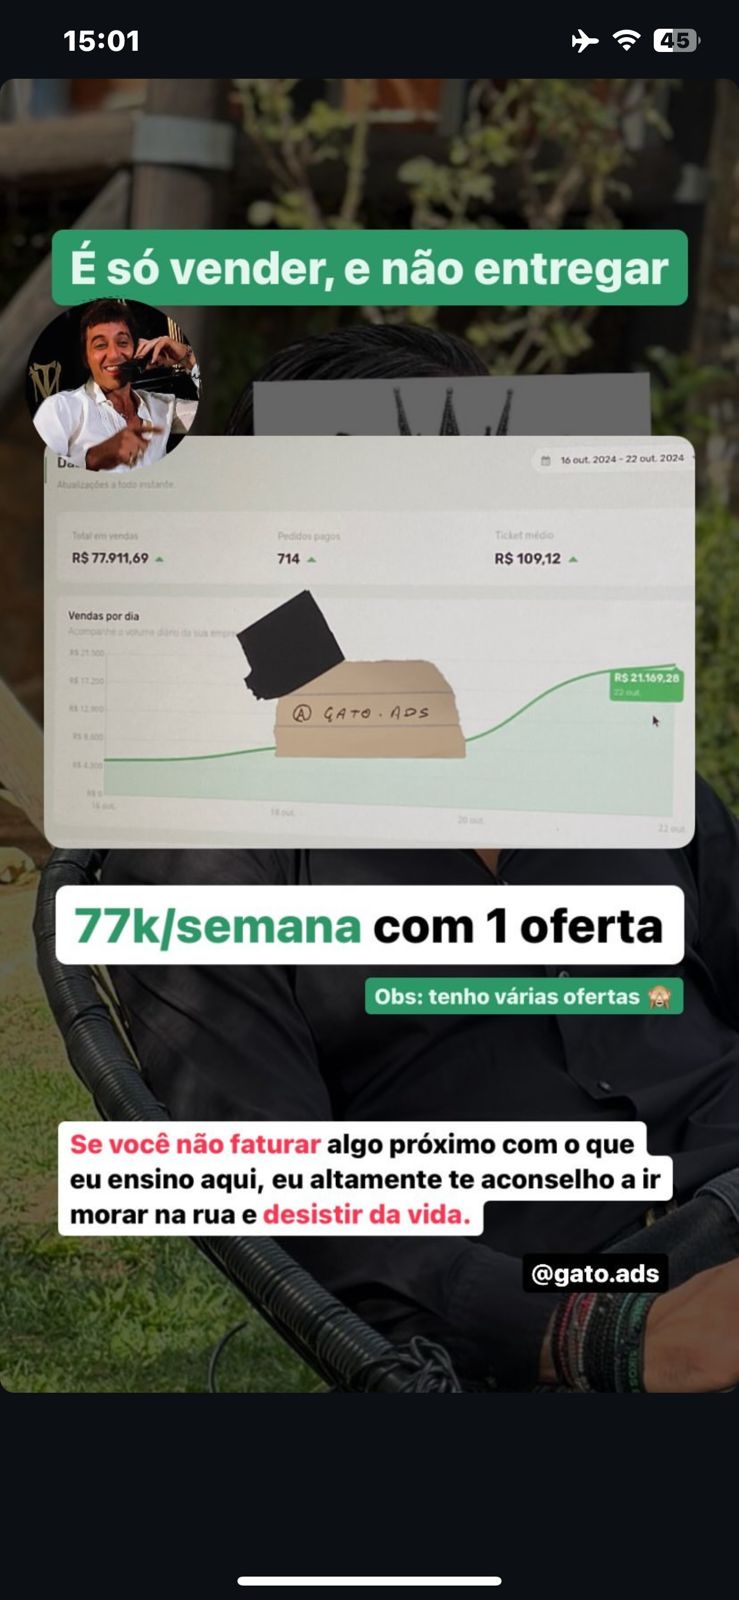 15:01
45
É só vender, e não entregar
16 out. 2024 - 22 out. 2024
Atualizações a todo instante.
Total em vendas
Pedidos pagos
Ticket médio
R$ 77.911,69
714
R$ 109,12
Vendas por dia
Acompanhe o volume diário da sua
R$ 21.500
R$ 17.200
R$ 12.900
R$ 8.600
R$ 4.300
R$ 0
R$ 21.169,28
22 out.
@ GATO.ADS
16 out.
18 out.
20 out.
22 out.
77k/semana com 1 oferta
Obs: tenho várias ofertas 🙈
Se você não faturar algo próximo com o que
eu ensino aqui, eu altamente te aconselho a ir
morar na rua e desistir da vida.
@gato.ads